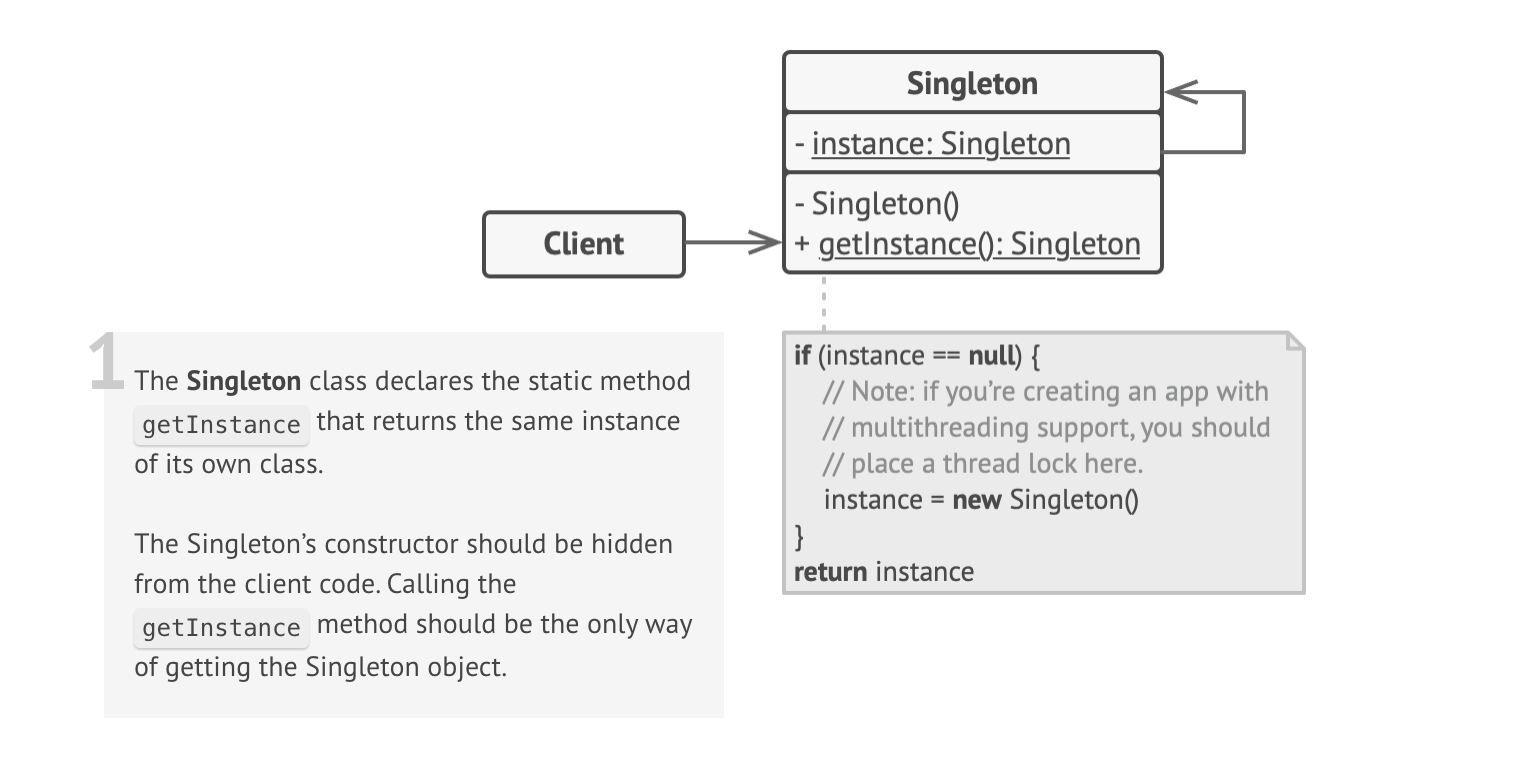 Singleton
- instance: Singleton
- Singleton()
+ getInstance(): Singleton
Client
1
The Singleton class declares the static method
getInstance that returns the same instance
of its own class.
The Singleton’s constructor should be hidden
from the client code. Calling the
getInstance method should be the only way
of getting the Singleton object.
if (instance == null) {
// Note: if you’re creating an app with
// multithreading support, you should
// place a thread lock here.
instance = new Singleton()
}
return instance